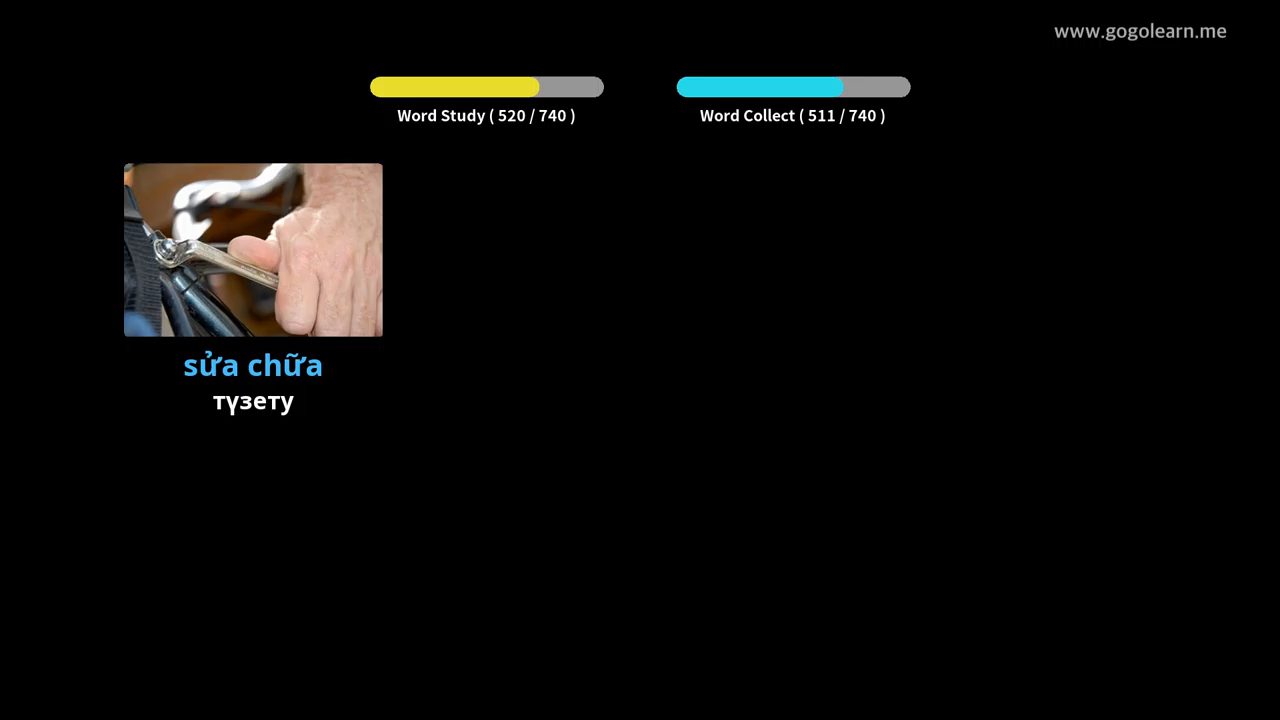 www.gogolearn.me
Word Study ( 520 / 740 )
Word Collect ( 511 / 740 )
sửa chữa
түзету